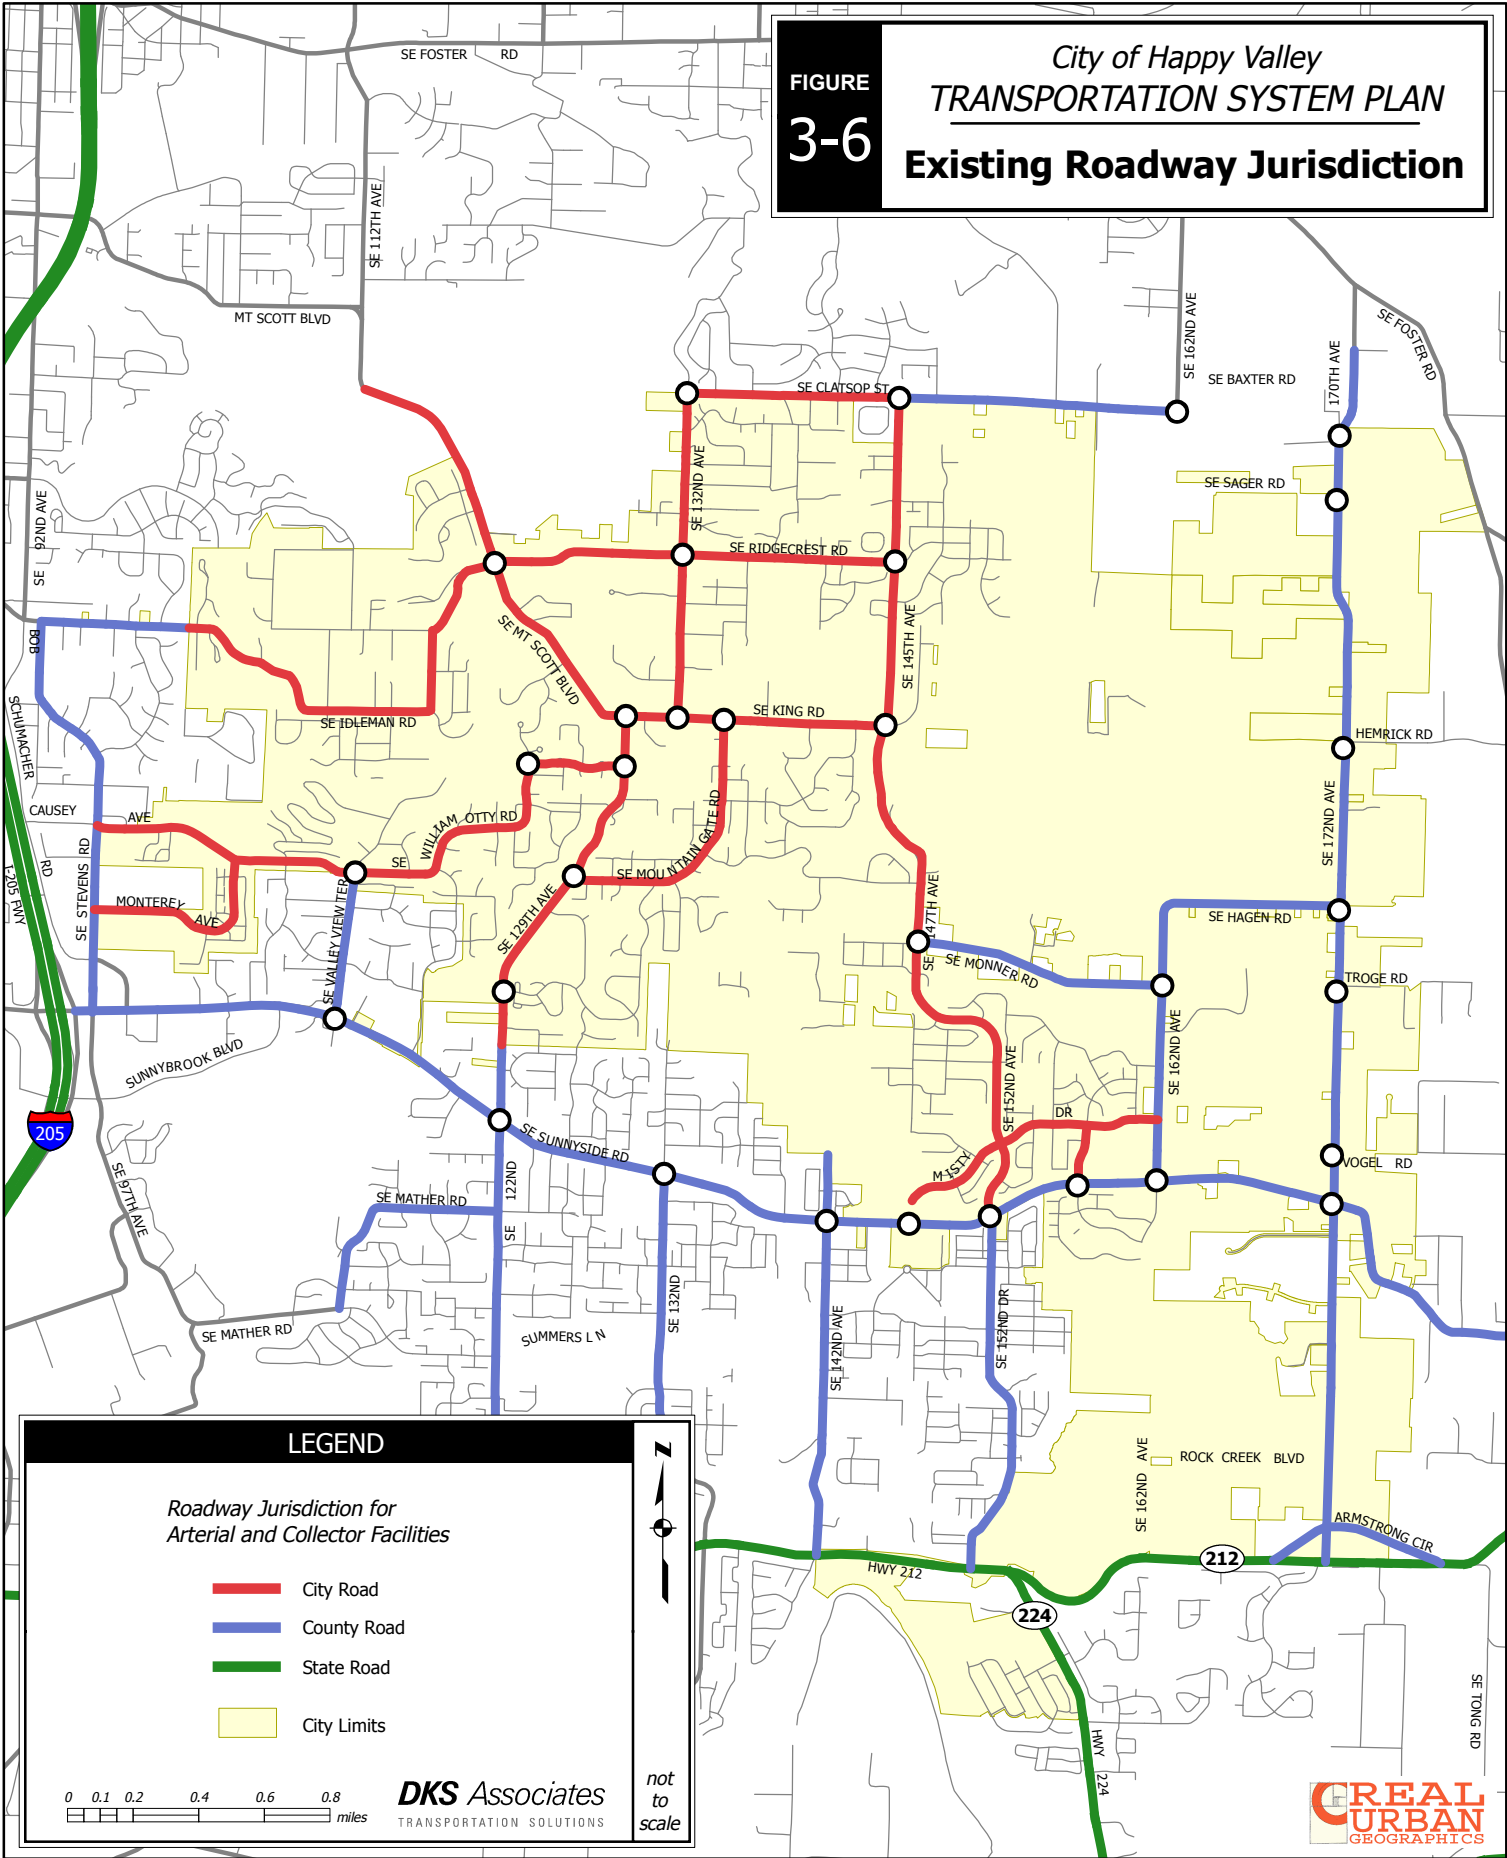 FIGURE
3-6
City of Happy Valley
TRANSPORTATION SYSTEM PLAN
Existing Roadway Jurisdiction
SE FOSTER RD
SE 112TH AVE
MT SCOTT BLVD
SE 162ND AVE
SE BAXTER RD
170TH AVE
SE FOSTER RD
SE CLATSOP ST
SE 132ND AVE
SE SAGER RD
SE 92ND AVE
SE RIDGECREST RD
SE 145TH AVE
SE MT SCOTT BLVD
BOB
SCHUMACHER
RD
SE IDLEMAN RD
SE KING RD
HEMRICK RD
SE 172ND AVE
CAUSEY
AVE
WILLIAM OTTY RD
SE
SE MOUNTAIN GATE RD
I-205 FWY
SE STEVENS RD
MONTEREY
AVE
SE VALLEY VIEW TER
SE 129TH AVE
SE 147TH AVE
SE HAGEN RD
SE MONNER RD
TROGE RD
SUNNYBROOK BLVD
SE 162ND AVE
SE 152ND AVE
DR
MISTY
205
SE SUNNYSIDE RD
VOGEL RD
SE 97TH AVE
SE MATHER RD
122ND
SE
SE 132ND
SE 142ND AVE
SE 152ND DR
SE MATHER RD
SUMMERS LN
SE 162ND AVE
ROCK CREEK BLVD
ARMSTRONG CIR
HWY 212
212
224
HWY 224
SE TONG RD
LEGEND
Roadway Jurisdiction for
Arterial and Collector Facilities
City Road
County Road
State Road
City Limits
0 0.1 0.2 0.4 0.6 0.8
miles
DKS Associates
TRANSPORTATION SOLUTIONS
Z
not
to
scale
REAL
URBAN
GEOGRAPHICS